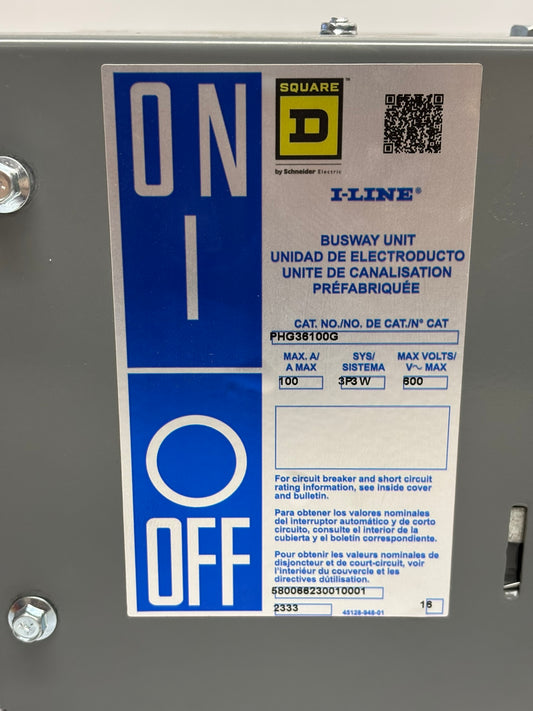 ON
I
OFF
SQUARE
D
™
by Schneider Electric
I-LINE®
BUSWAY UNIT
UNIDAD DE ELECTRODUCTO
UNITE DE CANALISATION
PRÉFABRIQUÉE
CAT. NO./NO. DE CAT./N° CAT
PHG36100G
MAX. A/ SYS/ MAX VOLTS/
A MAX SISTEMA V~ MAX
100 3P3W 600
For circuit breaker and short circuit
rating information, see inside cover
and bulletin.
Para obtener los valores nominales
del interruptor automático y de corto
circuito, consulte el interior de la
cubierta y el boletín correspondiente.
Pour obtenir les valeurs nominales de
disjoncteur et de court-circuit, voir
l'Interiéur du couvercle et les
directives dútilisation.
580066230010001
2333 45128-946-01 16